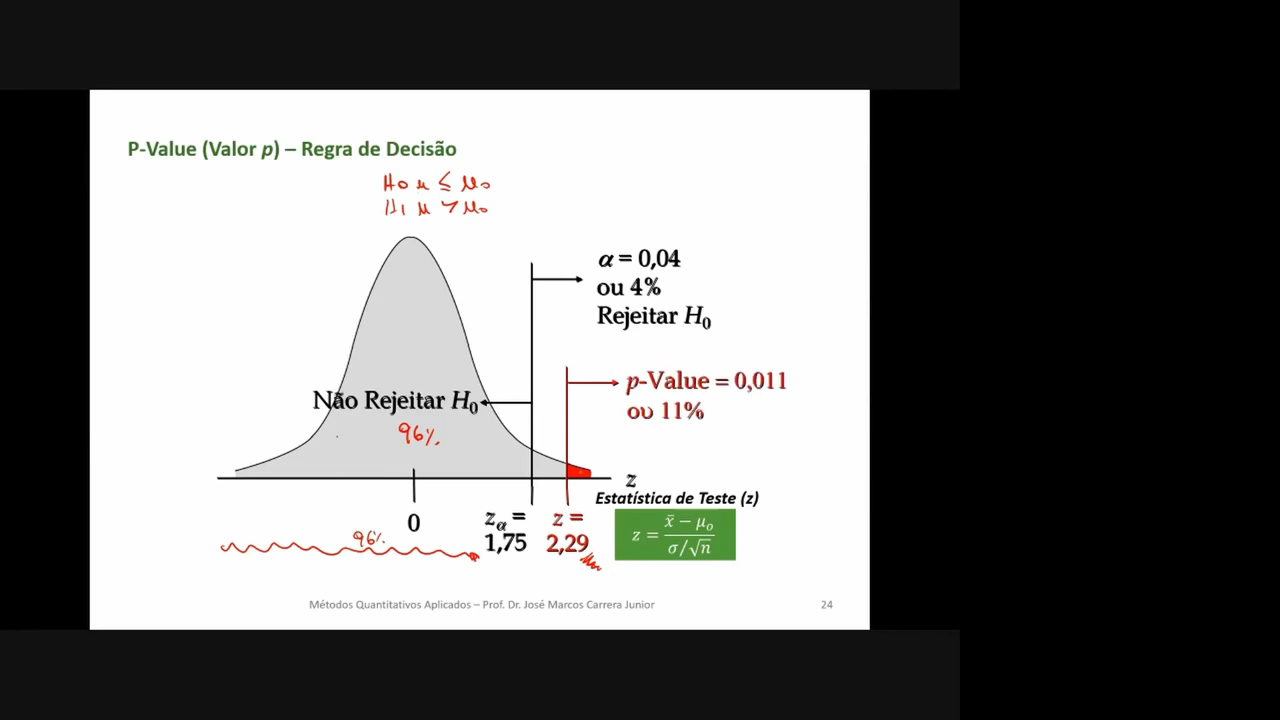 P-Value (Valor p) – Regra de Decisão
H0 μ ≤ μ0
H1 μ > μ0
α = 0,04
ou 4%
Rejeitar H0
p-Value = 0,011
ou 11%
Não Rejeitar H0
96%
z
Estatística de Teste (z)
0
zα =
1,75
z =
2,29
z = x̄ − μo / σ/√n
96%.
Métodos Quantitativos Aplicados – Prof. Dr. José Marcos Carrera Junior
24